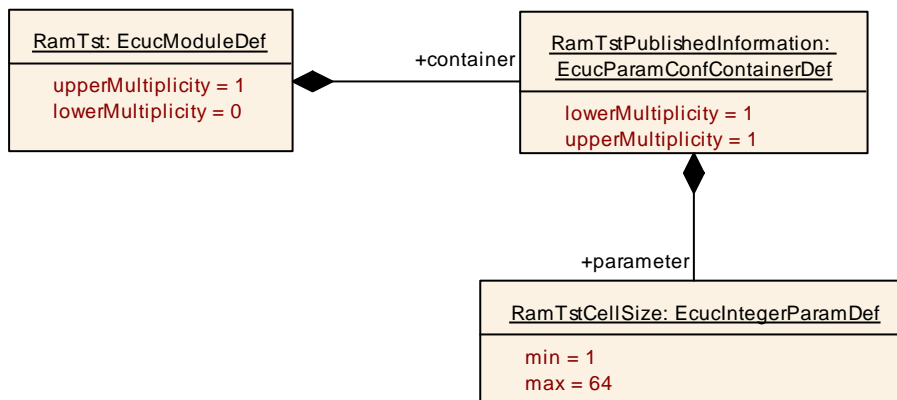 RamTst: EcucModuleDef
upperMultiplicity = 1
lowerMultiplicity = 0
+container
RamTstPublishedInformation:
EcucParamConfContainerDef
lowerMultiplicity = 1
upperMultiplicity = 1
+parameter
RamTstCellSize: EcucIntegerParamDef
min = 1
max = 64